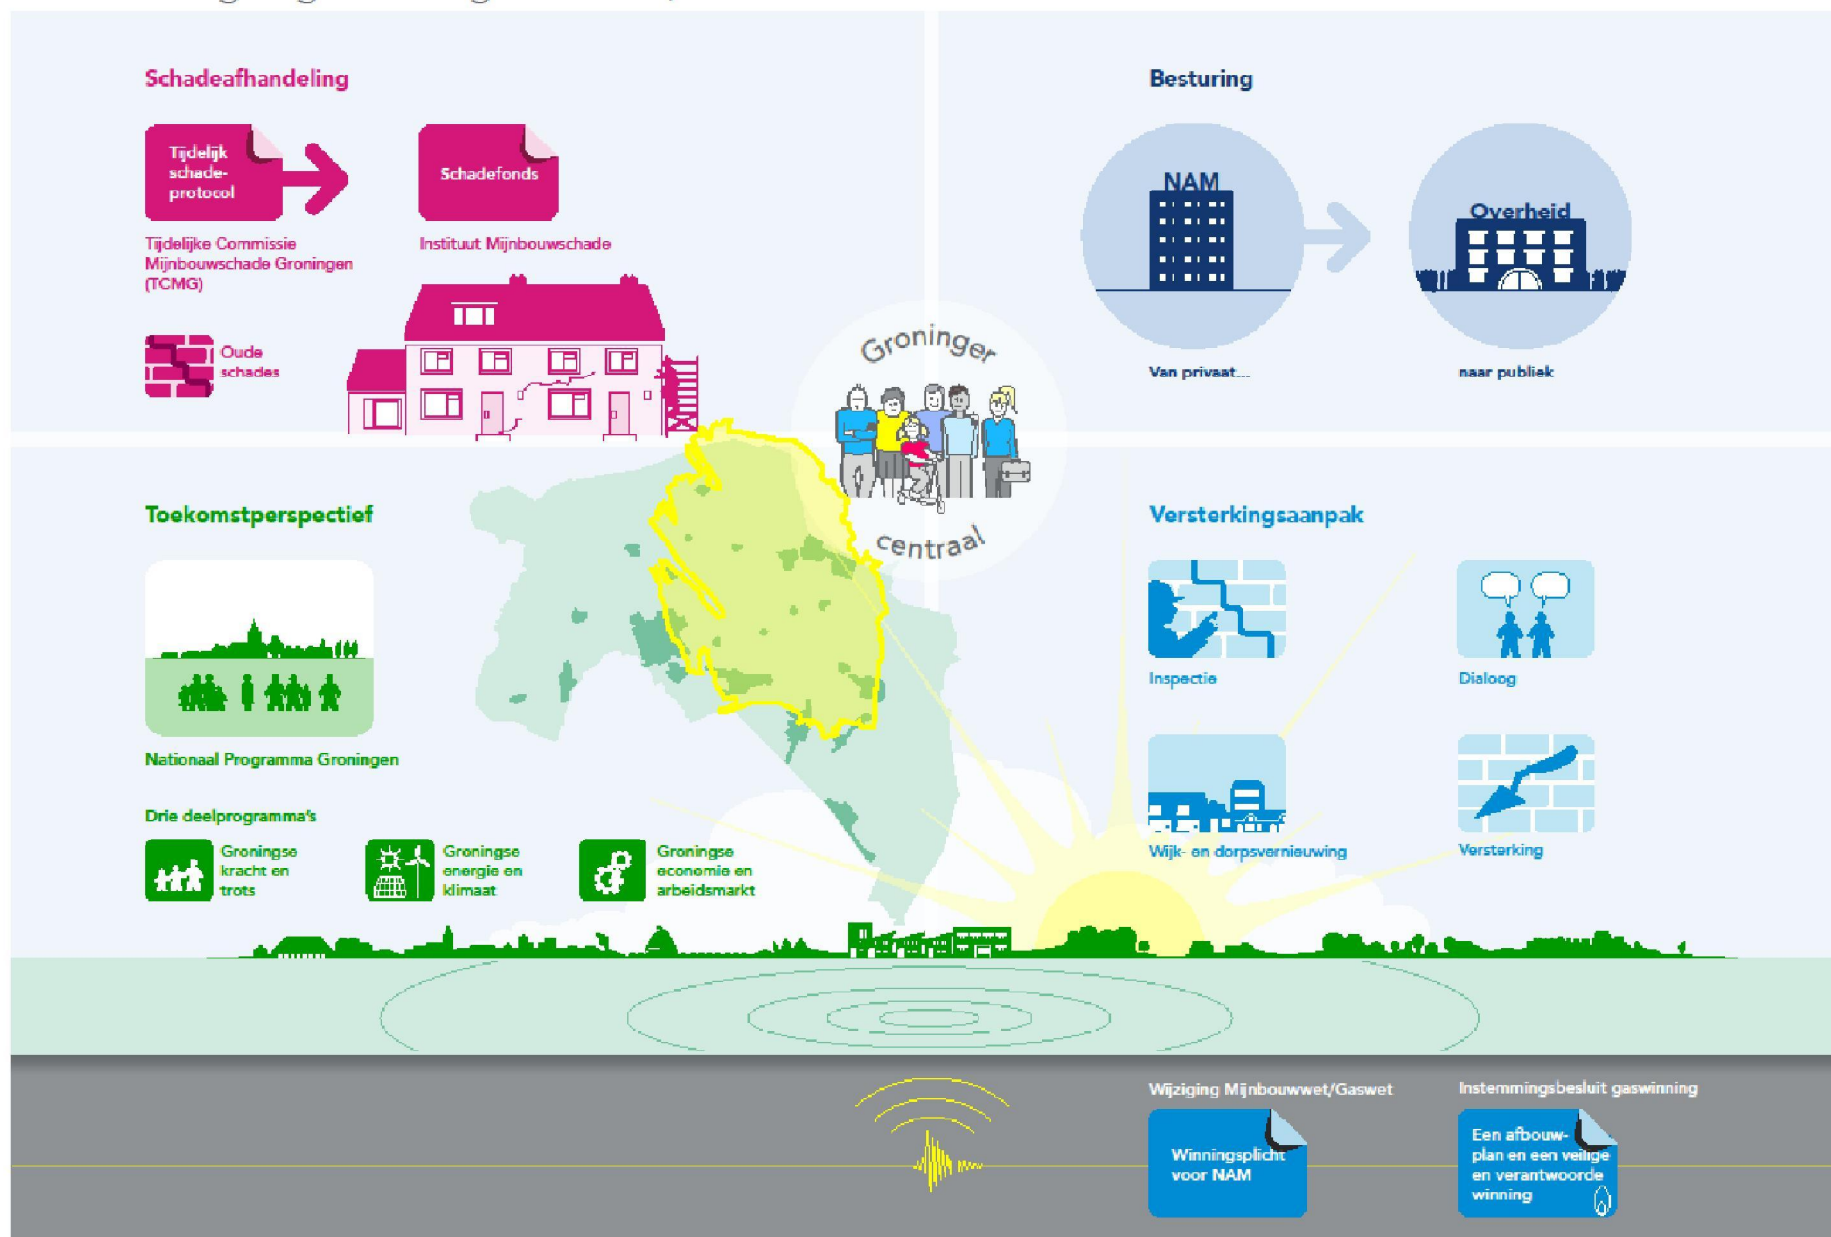 Schadeafhandeling
Tijdelijk
schade-
protocol
Schadefonds
Tijdelijke Commissie
Mijnbouwschade Groningen
(TCMG)
Instituut Mijnbouwschade
Oude
schades
Besturing
NAM
Overheid
Van privaat...
naar publiek
Groninger
centraal
Toekomstperspectief
Nationaal Programma Groningen
Drie deelprogramma's
Groningse
kracht en
trots
Groningse
energie en
klimaat
Groningse
economie en
arbeidsmarkt
Versterkingsaanpak
Inspectie
Dialoog
Wijk- en dorpsvernieuwing
Versterking
Wijziging Mijnbouwwet/Gaswet
Winningsplicht
voor NAM
Instemmingsbesluit gaswinning
Een afbouw-
plan en een veilige
en verantwoorde
winning